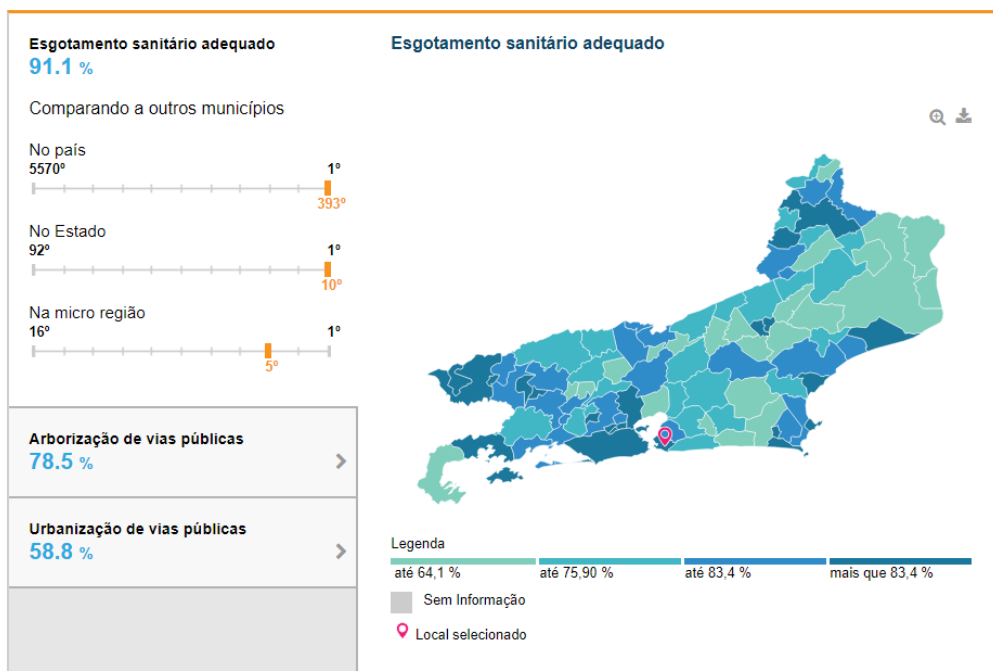 Esgotamento sanitário adequado
91.1 %
Comparando a outros municípios
No país
5570º 1º
393º
No Estado
92º 1º
10º
Na micro região
16º 1º
5º
Arborização de vias públicas
78.5 %
Urbanização de vias públicas
58.8 %
Esgotamento sanitário adequado
Legenda
até 64,1 % até 75,90 % até 83,4 % mais que 83,4 %
Sem Informação
Local selecionado